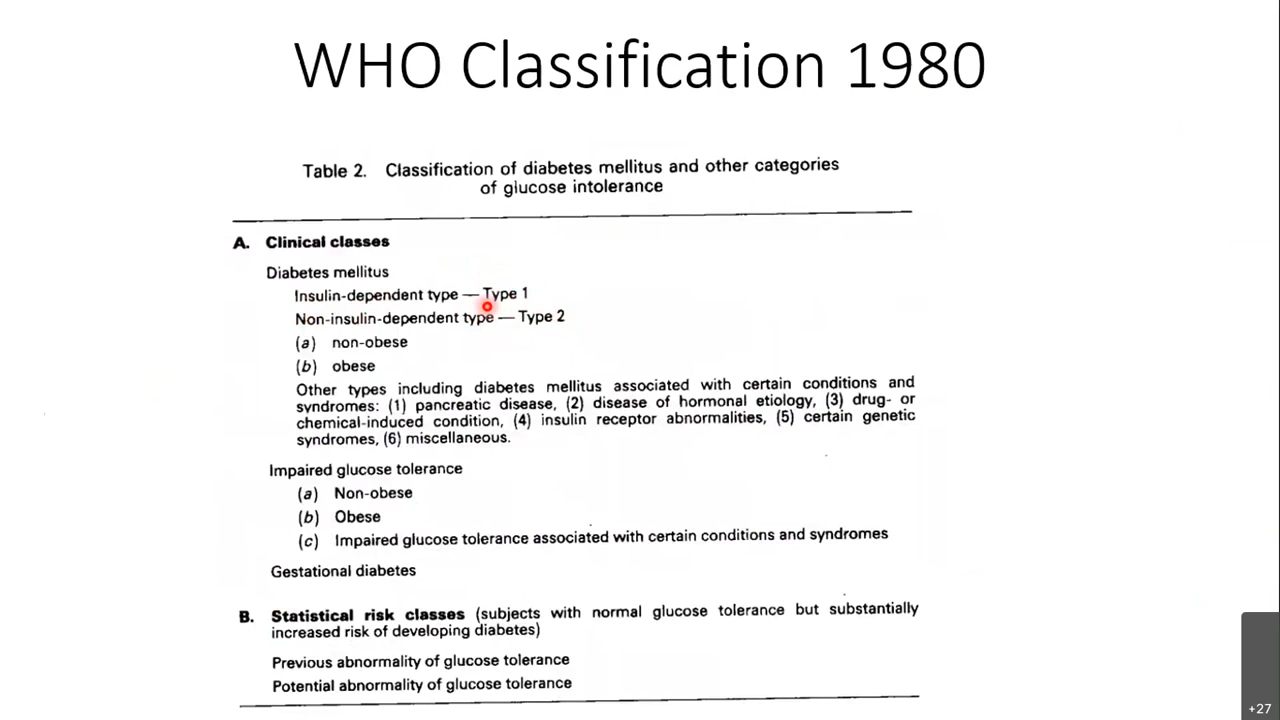 WHO Classification 1980
Table 2. Classification of diabetes mellitus and other categories
of glucose intolerance
A. Clinical classes
Diabetes mellitus
Insulin-dependent type — Type 1
Non-insulin-dependent type — Type 2
(a) non-obese
(b) obese
Other types including diabetes mellitus associated with certain conditions and
syndromes: (1) pancreatic disease, (2) disease of hormonal etiology, (3) drug- or
chemical-induced condition, (4) insulin receptor abnormalities, (5) certain genetic
syndromes, (6) miscellaneous.
Impaired glucose tolerance
(a) Non-obese
(b) Obese
(c) Impaired glucose tolerance associated with certain conditions and syndromes
Gestational diabetes
B. Statistical risk classes (subjects with normal glucose tolerance but substantially
increased risk of developing diabetes)
Previous abnormality of glucose tolerance
Potential abnormality of glucose tolerance
+27